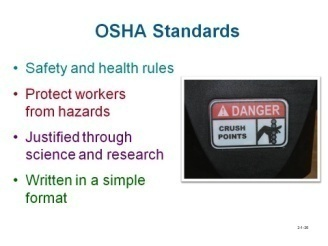 OSHA Standards
• Safety and health rules
• Protect workers
from hazards
• Justified through
science and research
• Written in a simple
format
DANGER
CRUSH
POINTS